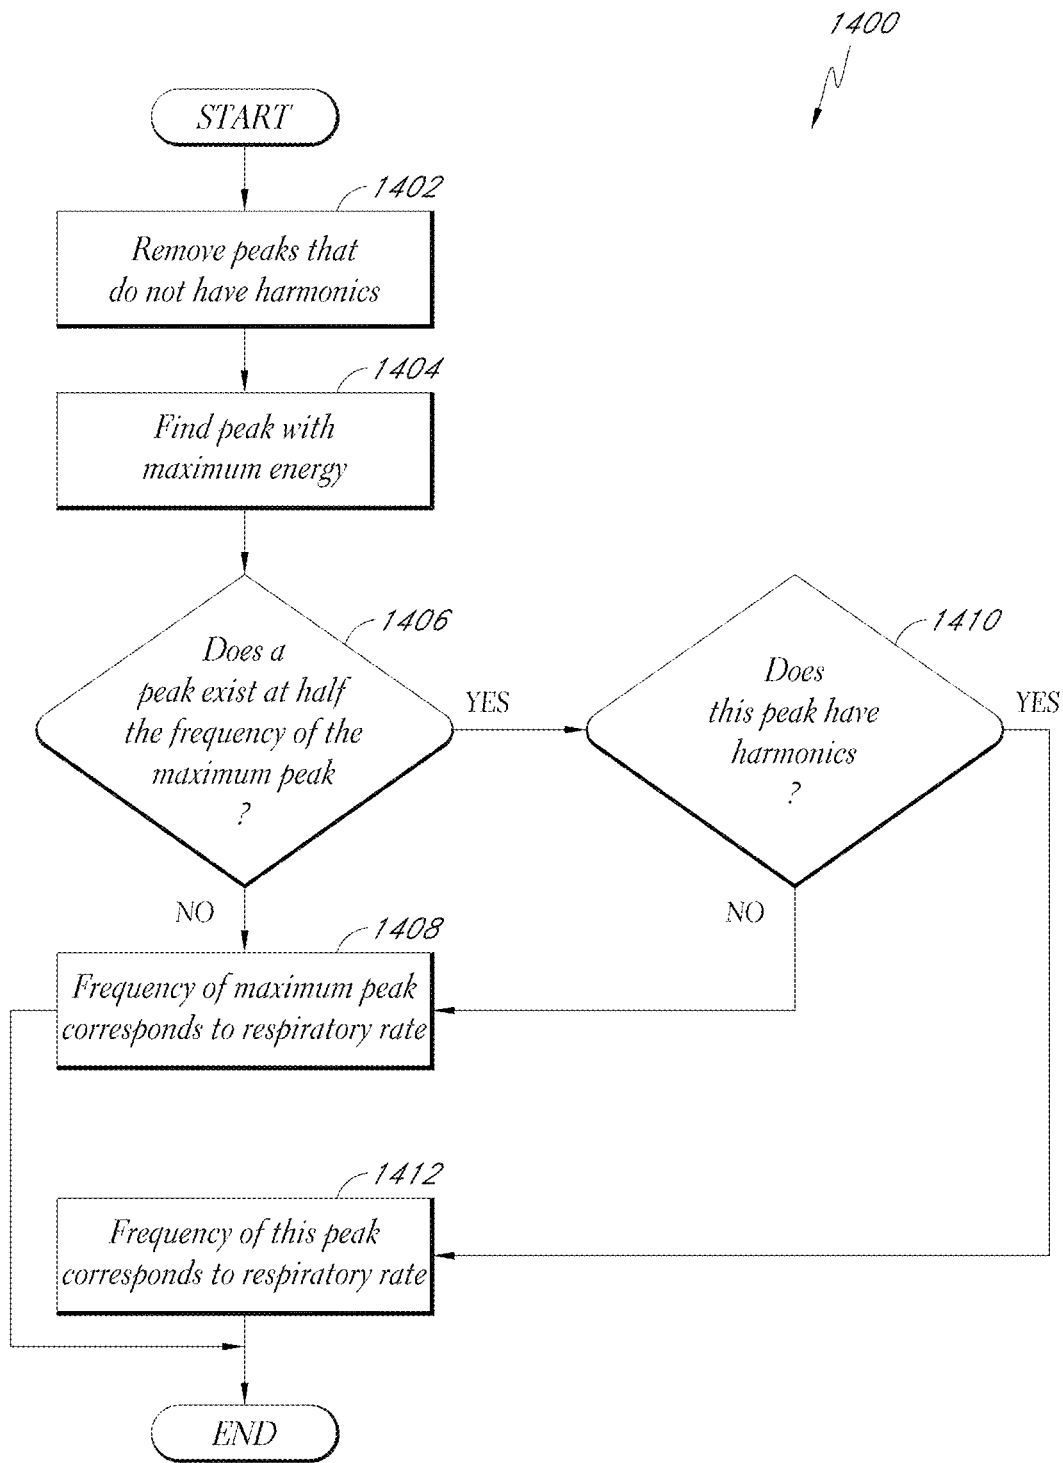 1400
START
1402
Remove peaks that
do not have harmonics
1404
Find peak with
maximum energy
1406
Does a
peak exist at half
the frequency of the
maximum peak
?
YES
NO
1410
Does
this peak have
harmonics
?
YES
NO
1408
Frequency of maximum peak
corresponds to respiratory rate
1412
Frequency of this peak
corresponds to respiratory rate
END